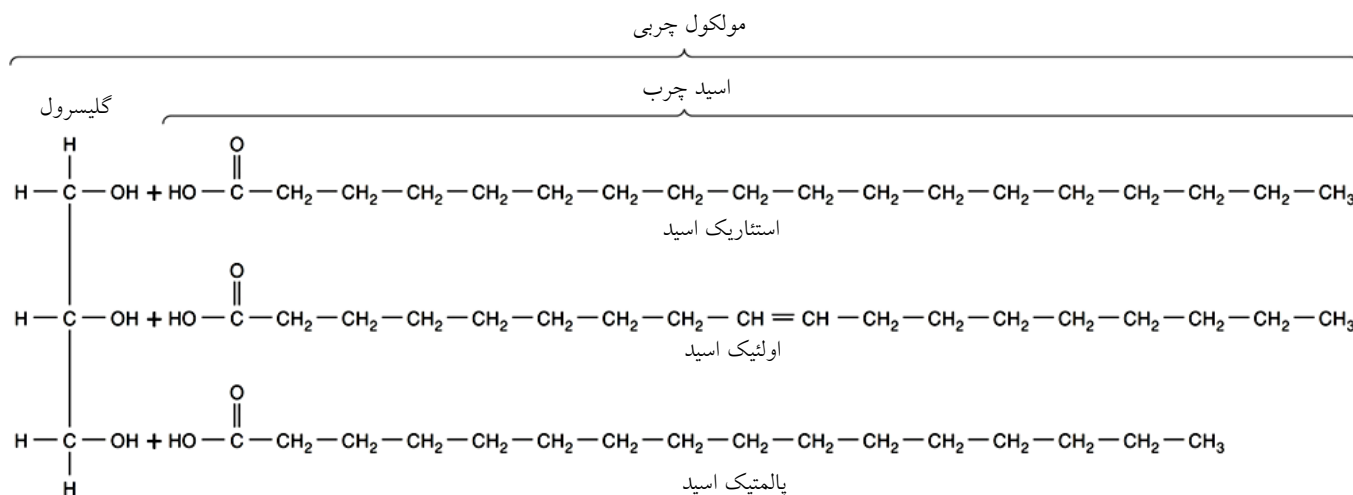 مولکول چربی
اسید چرب
گلیسرول
H
O
H—C—OH + HO—C—CH₂—CH₂—CH₂—CH₂—CH₂—CH₂—CH₂—CH₂—CH₂—CH₂—CH₂—CH₂—CH₂—CH₂—CH₂—CH₂—CH₃
استئاریک اسید
O
H—C—OH + HO—C—CH₂—CH₂—CH₂—CH₂—CH₂—CH₂—CH₂—CH=CH—CH₂—CH₂—CH₂—CH₂—CH₂—CH₂—CH₂—CH₃
اولئیک اسید
O
H—C—OH + HO—C—CH₂—CH₂—CH₂—CH₂—CH₂—CH₂—CH₂—CH₂—CH₂—CH₂—CH₂—CH₂—CH₂—CH₂—CH₃
H
پالمتیک اسید